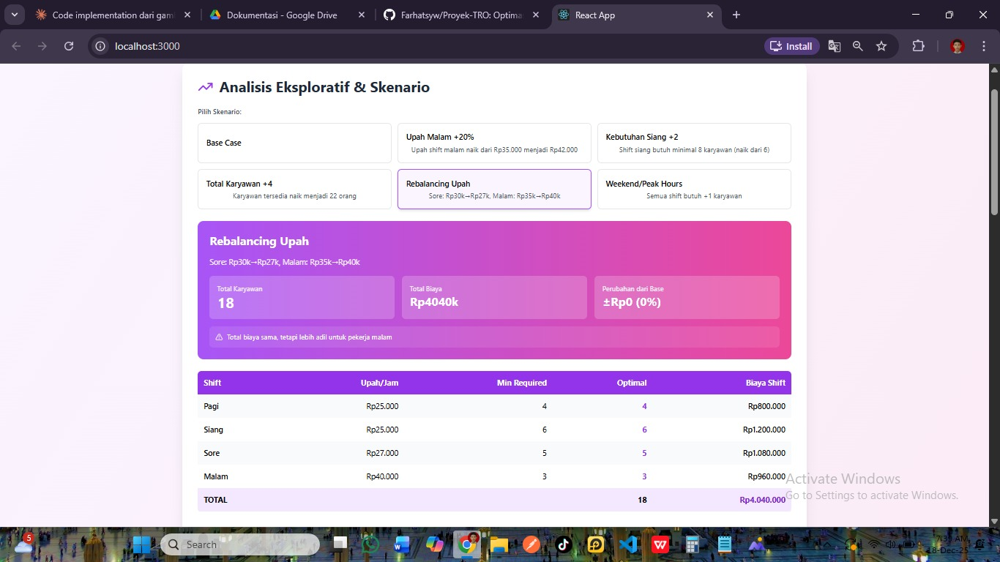 Code implementation dari gam
Dokumentasi - Google Drive
Farhatsyw/Proyek-TRO: Optima
React App
localhost:3000
Install
Analisis Eksploratif & Skenario
Pilih Skenario:
Base Case
Upah Malam +20%
Upah shift malam naik dari Rp35.000 menjadi Rp42.000
Kebutuhan Siang +2
Shift siang butuh minimal 8 karyawan (naik dari 6)
Total Karyawan +4
Karyawan tersedia naik menjadi 22 orang
Rebalancing Upah
Sore: Rp30k→Rp27k, Malam: Rp35k→Rp40k
Weekend/Peak Hours
Semua shift butuh +1 karyawan
Rebalancing Upah
Sore: Rp30k→Rp27k, Malam: Rp35k→Rp40k
Total Karyawan
18
Total Biaya
Rp4040k
Perubahan dari Base
±Rp0 (0%)
Total biaya sama, tetapi lebih adil untuk pekerja malam
Shift Upah/Jam Min Required Optimal Biaya Shift
Pagi Rp25.000 4 4 Rp800.000
Siang Rp25.000 6 6 Rp1.200.000
Sore Rp27.000 5 5 Rp1.080.000
Malam Rp40.000 3 3 Rp960.000
TOTAL 18 Rp4.040.000
Activate Windows
Go to Settings to activate Windows.
5
Search
7:39 AM
18-Dec-25